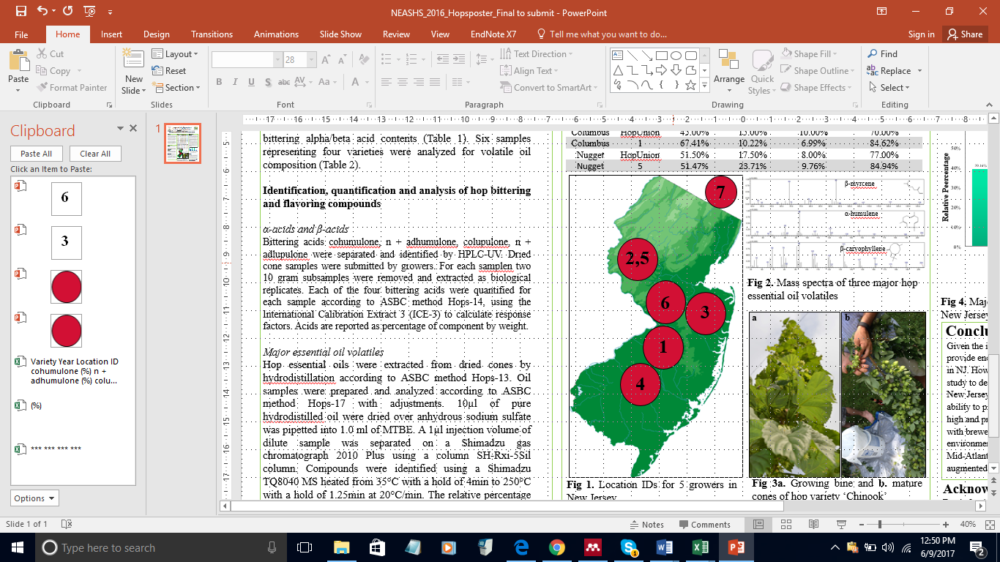 NEASHS_2016_Hopsposter_Final to submit - PowerPoint
File Home Insert Design Transitions Animations Slide Show Review View EndNote X7 Tell me what you want to do... Sign in Share
Paste
Cut
Copy
Format Painter
Clipboard
New Slide
Layout
Reset
Section
Slides
28
B I U S abc AV Aa A
Font
Text Direction
Align Text
Convert to SmartArt
Paragraph
Arrange
Quick Styles
Shape Fill
Shape Outline
Shape Effects
Drawing
Find
Replace
Select
Editing
Clipboard
Paste All Clear All
Click an Item to Paste:
6
3
Variety Year Location ID
cohumulone (%) n +
adhumulone (%) colu...
(%)
*** *** *** ***
Options
1
17 16 15 14 13 12 11 10 9 8 7 6 5 4 3 2 1 0 1 2 3 4 5 6 7 8
5
6
7
8
9
10
11
12
13
14
15
16
17
bittering alpha/beta acid contents (Table 1). Six samples
representing four varieties were analyzed for volatile oil
composition (Table 2).
Identification, quantification and analysis of hop bittering
and flavoring compounds
α-acids and β-acids
Bittering acids cohumulone, n + adhumulone, colupulone, n +
adlupulone were separated and identified by HPLC-UV. Dried
cone samples were submitted by growers. For each samplen two
10 gram subsamples were removed and extracted as biological
replicates. Each of the four bittering acids were quantified for
each sample according to ASBC method Hops-14, using the
International Calibration Extract 3 (ICE-3) to calculate response
factors. Acids are reported as percentage of component by weight.
Major essential oil volatiles
Hop essential oils were extracted from dried cones by
hydrodistillation according to ASBC method Hops-13. Oil
samples were prepared and analyzed according to ASBC
method Hops-17 with adjustments. 10µl of pure
hydrodistilled oil were dried over anhydrous sodium sulfate
was pipetted into 1.0 ml of MTBE. A 1µl injection volume of
dilute sample was separated on a Shimadzu gas
chromatograph 2010 Plus using a column SH-Rxi-5Sil
column. Compounds were identified using a Shimadzu
TQ8040 MS heated from 35°C with a hold of 4min to 250°C
with a hold of 1.25min at 20°C/min. The relative percentage
Columbus HopUnion 45.00% 15.00% 10.00% 70.00%
Columbus 1 67.41% 10.22% 6.99% 84.62%
Nugget HopUnion 51.50% 17.50% 8.00% 77.00%
Nugget 5 51.47% 23.71% 9.76% 84.94%
7
2,5
6
3
1
4
Fig 1. Location IDs for 5 growers in
New Jersey
β-myrcene
α-humulene
β-caryophyllene
Fig 2. Mass spectra of three major hop
essential oil volatiles
a b
Fig 3a. Growing bine and b. mature
cones of hop variety ‘Chinook’
Relative Peercentage
50%
40%
30%
20%
10%
0%
39.16%
Fig 4. Maj
New Jersey
Conclu
Given the i
provide enc
in NJ. How
study to de
New Jersey
ability to p
high and pr
with brewe
environme
Mid-Atlant
augmented
Acknow
Slide 1 of 1 Notes Comments 40%
Type here to search
12:50 PM
6/9/2017
1
2